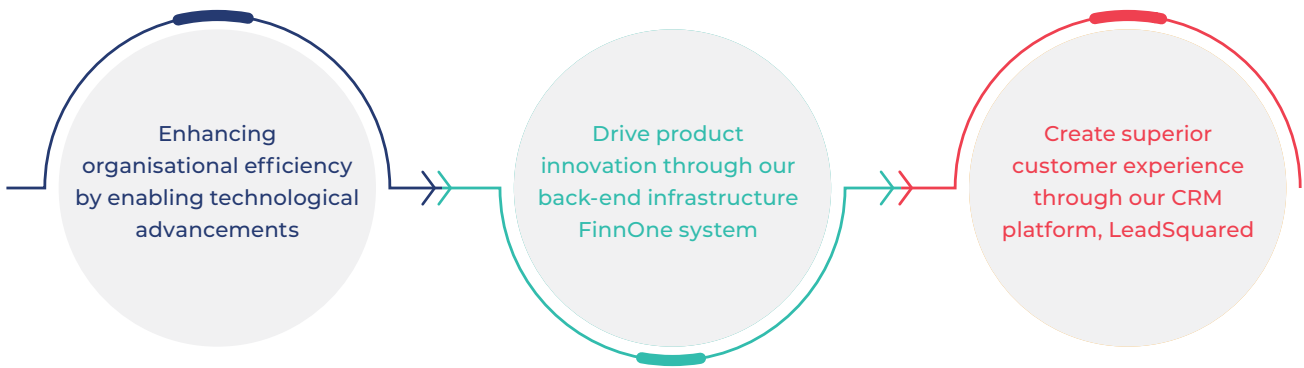 Enhancing
organisational efficiency
by enabling technological
advancements
Drive product
innovation through our
back-end infrastructure
FinnOne system
Create superior
customer experience
through our CRM
platform, LeadSquared